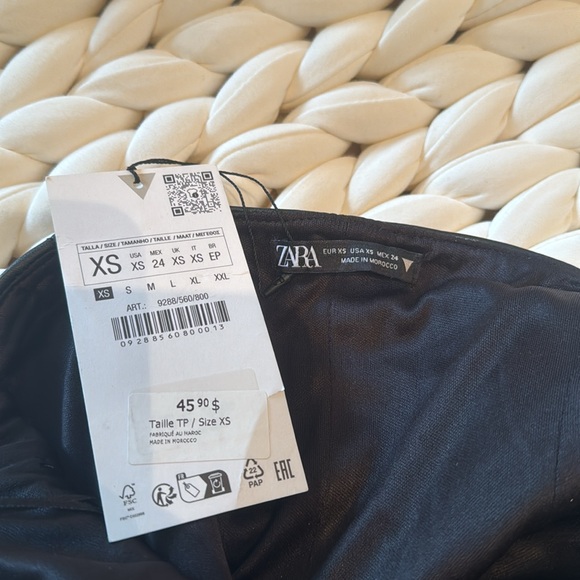 TALLA / SIZE / TAMANHO / TAILLE / MAAT / МЕГЕБОΣ
XS
USA XS
MEX 24
UK XS
IT XS
BR EP
XS S M L XL XXL
ART.: 9288/560/800
09288560800013
45 90 $
Taille TP / Size XS
FABRIQUÉ AU MAROC
MADE IN MOROCCO
FSC
22
PAP
EAC
ZARA
EUR XS USA XS MEX 24
MADE IN MOROCCO